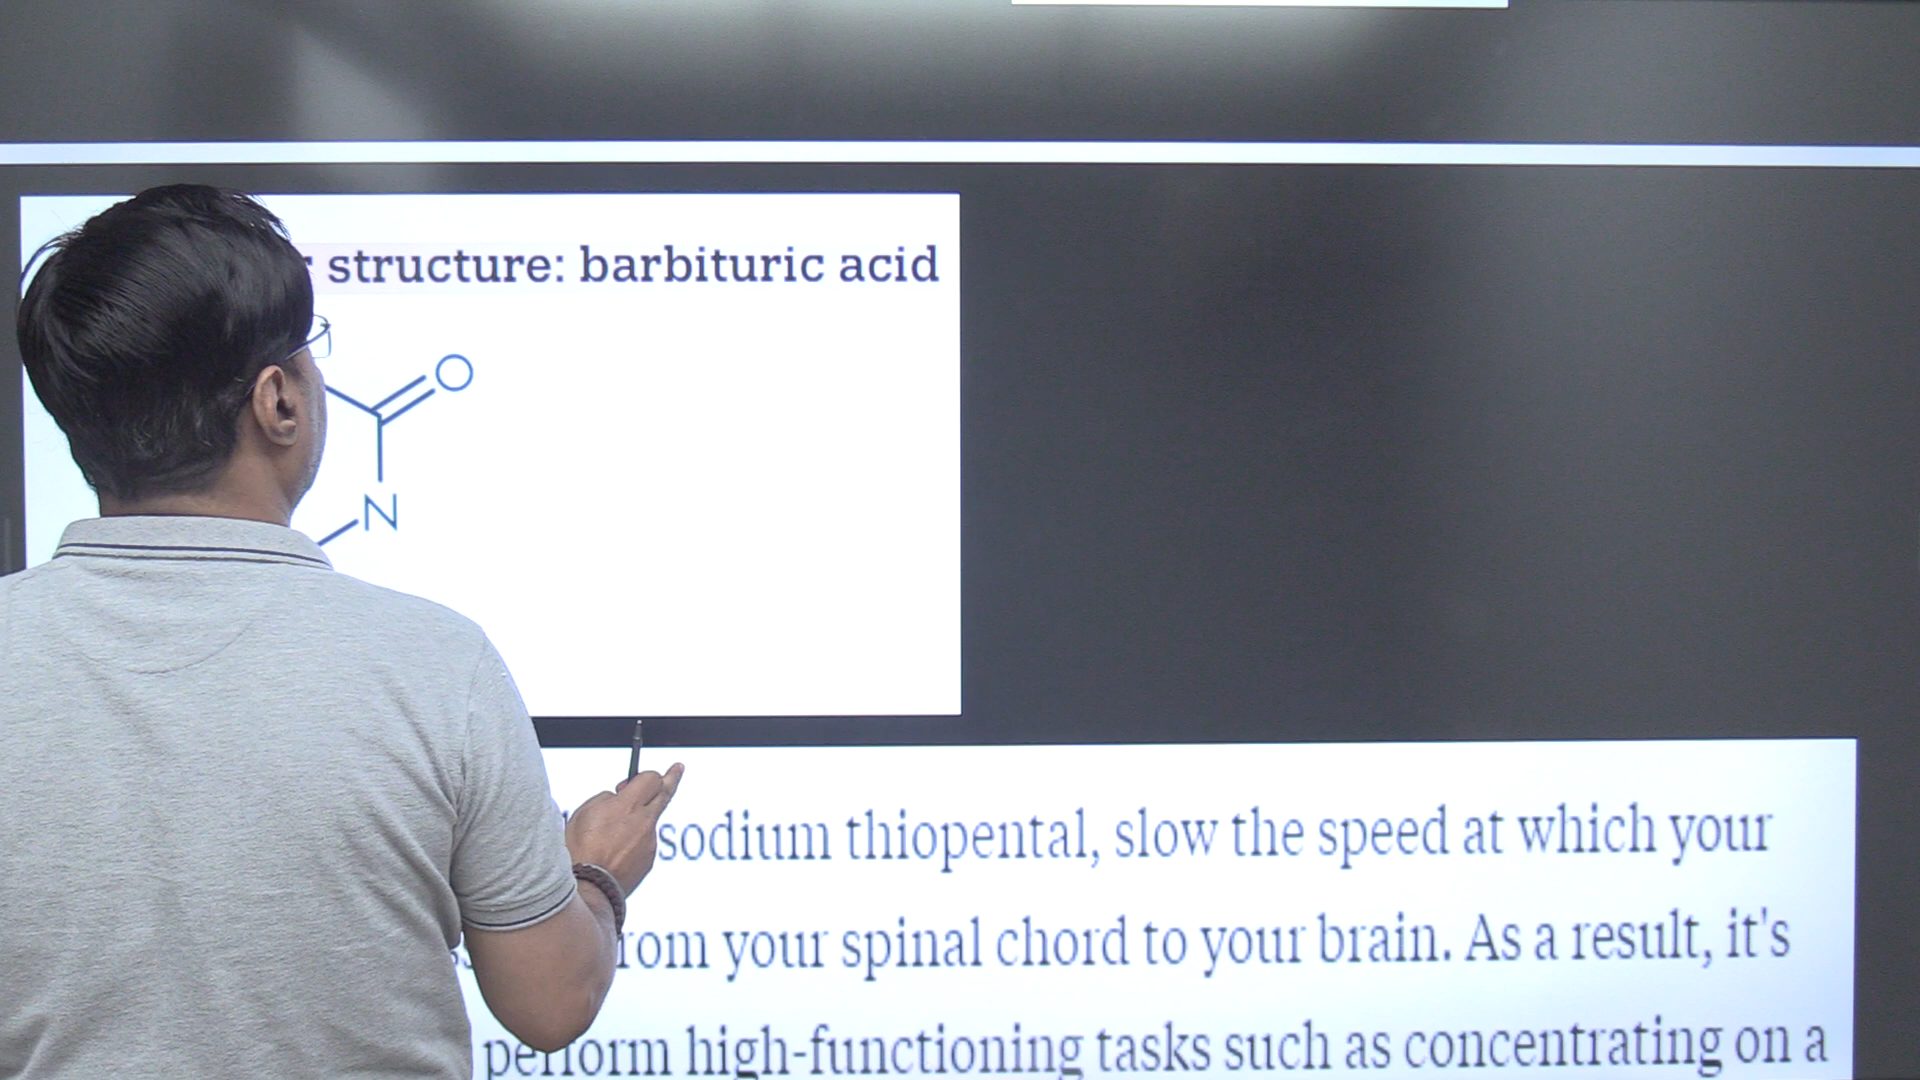 structure: barbituric acid
O
N
sodium thiopental, slow the speed at which your
your spinal chord to your brain. As a result, it's
perform high-functioning tasks such as concentrating on a